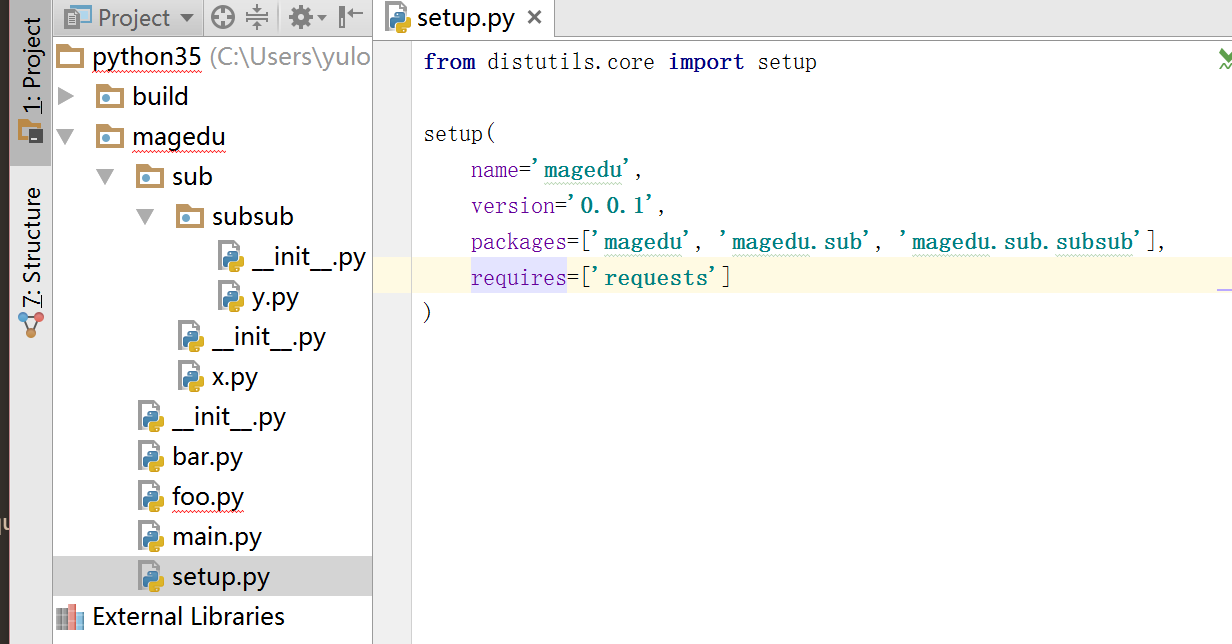 1: Project
7: Structure
Project
python35 (C:\Users\yulo
build
magedu
sub
subsub
__init__.py
y.py
__init__.py
x.py
__init__.py
bar.py
foo.py
main.py
setup.py
External Libraries
setup.py
from distutils.core import setup
setup(
name='magedu',
version='0.0.1',
packages=['magedu', 'magedu.sub', 'magedu.sub.subsub'],
requires=['requests']
)